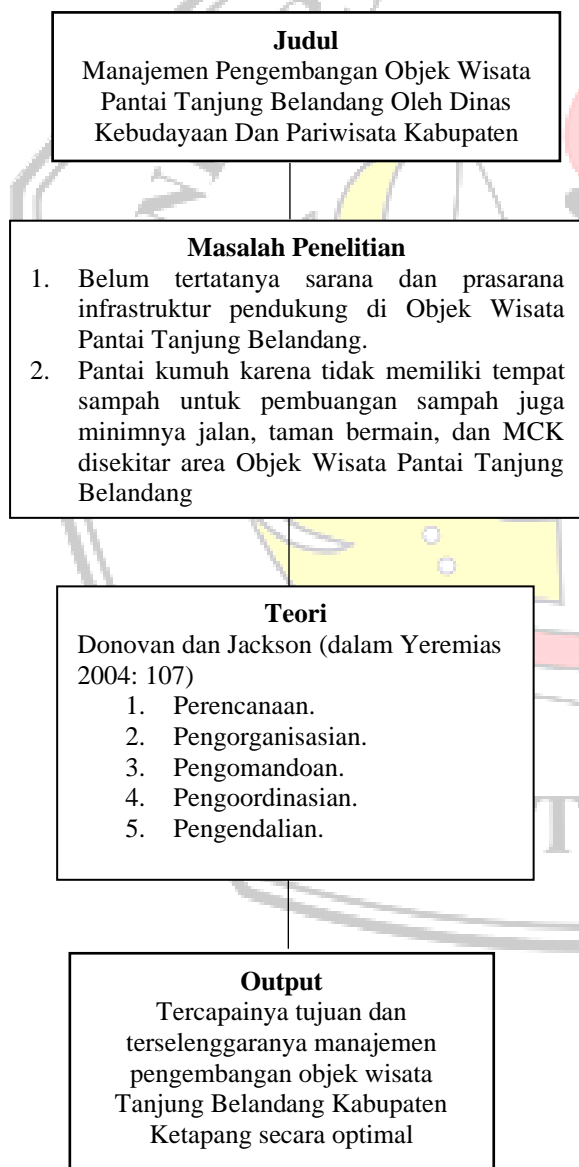 Judul
Manajemen Pengembangan Objek Wisata
Pantai Tanjung Belandang Oleh Dinas
Kebudayaan Dan Pariwisata Kabupaten
Masalah Penelitian
1. Belum tertatanya sarana dan prasarana
infrastruktur pendukung di Objek Wisata
Pantai Tanjung Belandang.
2. Pantai kumuh karena tidak memiliki tempat
sampah untuk pembuangan sampah juga
minimnya jalan, taman bermain, dan MCK
disekitar area Objek Wisata Pantai Tanjung
Belandang
Teori
Donovan dan Jackson (dalam Yeremias
2004: 107)
1. Perencanaan.
2. Pengorganisasian.
3. Pengomandoan.
4. Pengoordinasian.
5. Pengendalian.
Output
Tercapainya tujuan dan
terselenggaranya manajemen
pengembangan objek wisata
Tanjung Belandang Kabupaten
Ketapang secara optimal